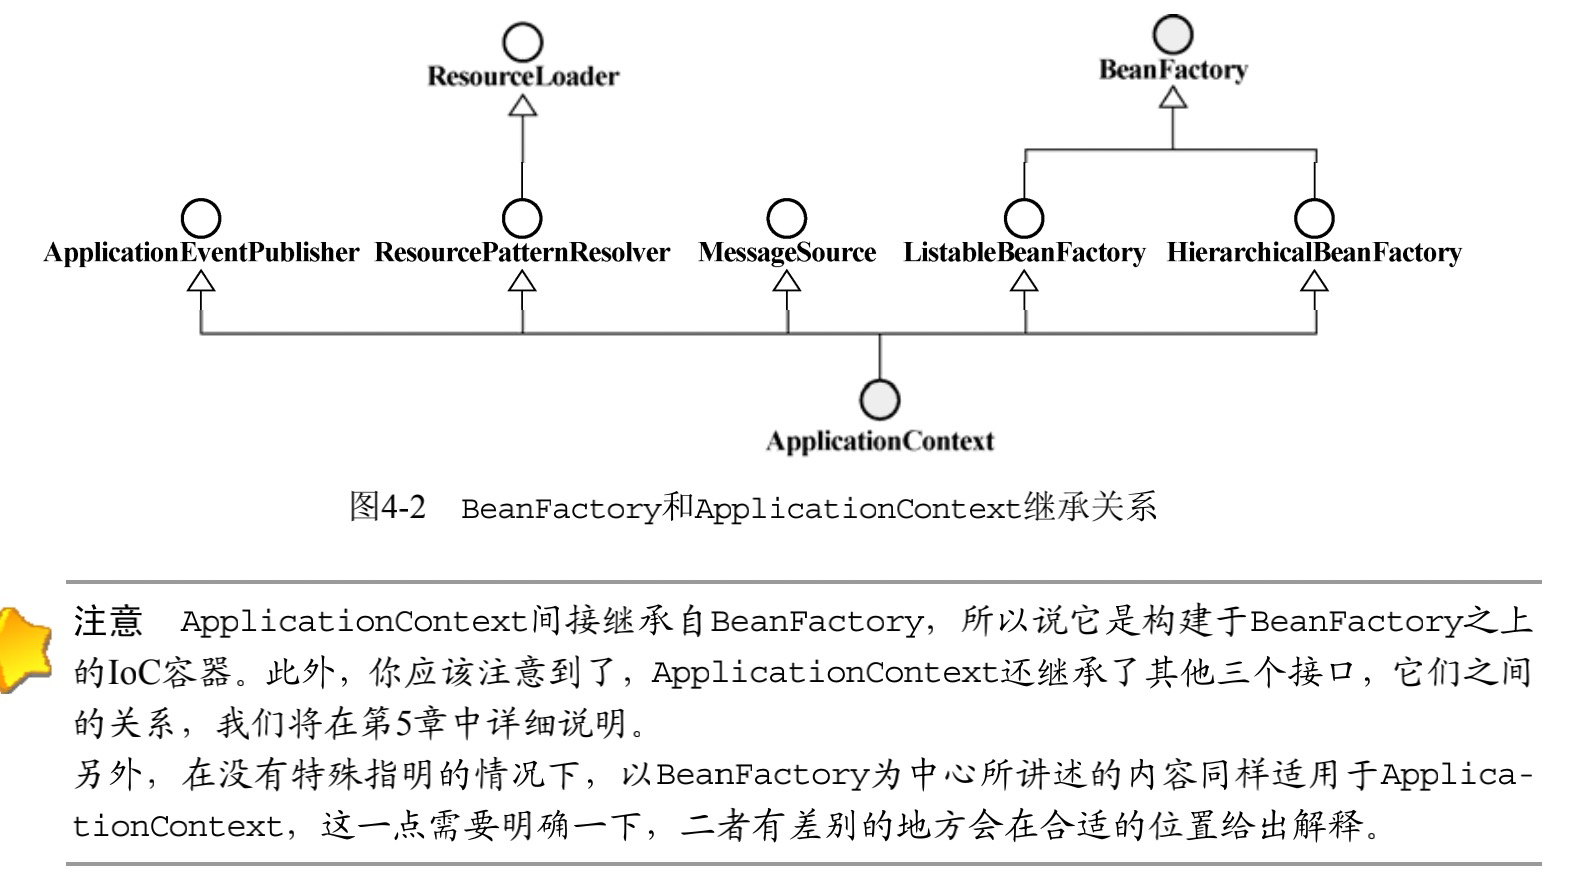 ResourceLoader
BeanFactory
ApplicationEventPublisher ResourcePatternResolver MessageSource ListableBeanFactory HierarchicalBeanFactory
ApplicationContext
图4-2 BeanFactory和ApplicationContext继承关系
注意 ApplicationContext间接继承自BeanFactory，所以说它是构建于BeanFactory之上
的IoC容器。此外，你应该注意到了，ApplicationContext还继承了其他三个接口，它们之间
的关系，我们将在第5章中详细说明。
另外，在没有特殊指明的情况下，以BeanFactory为中心所讲述的内容同样适用于Applica-
tionContext，这一点需要明确一下，二者有差别的地方会在合适的位置给出解释。